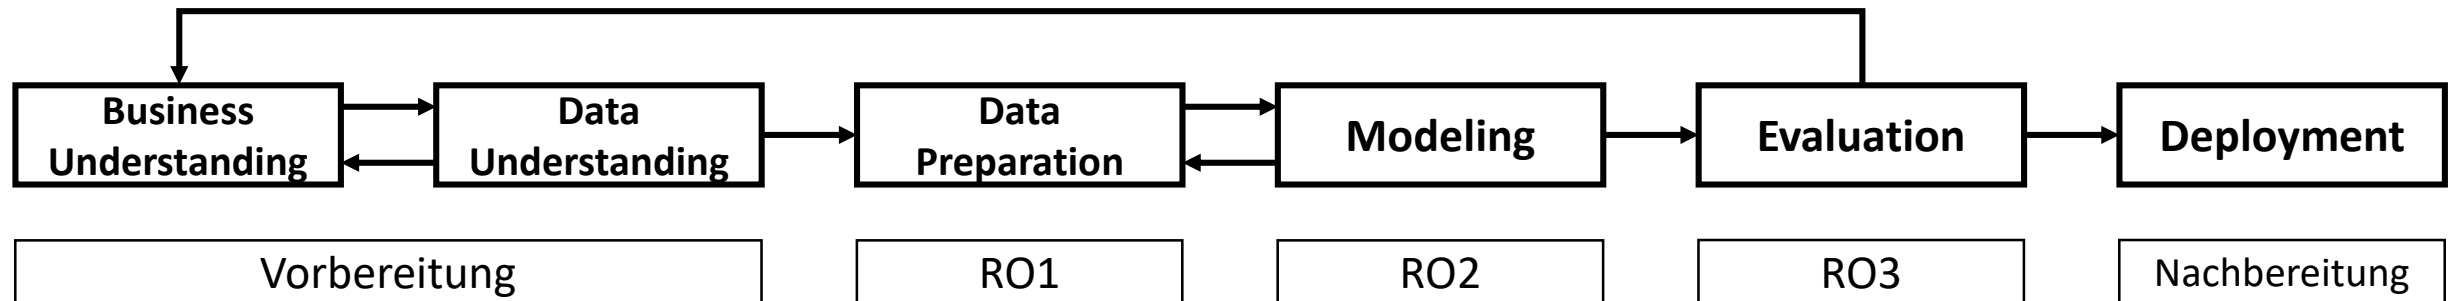 Business
Understanding
Data
Understanding
Data
Preparation
Modeling
Evaluation
Deployment
Vorbereitung
RO1
RO2
RO3
Nachbereitung